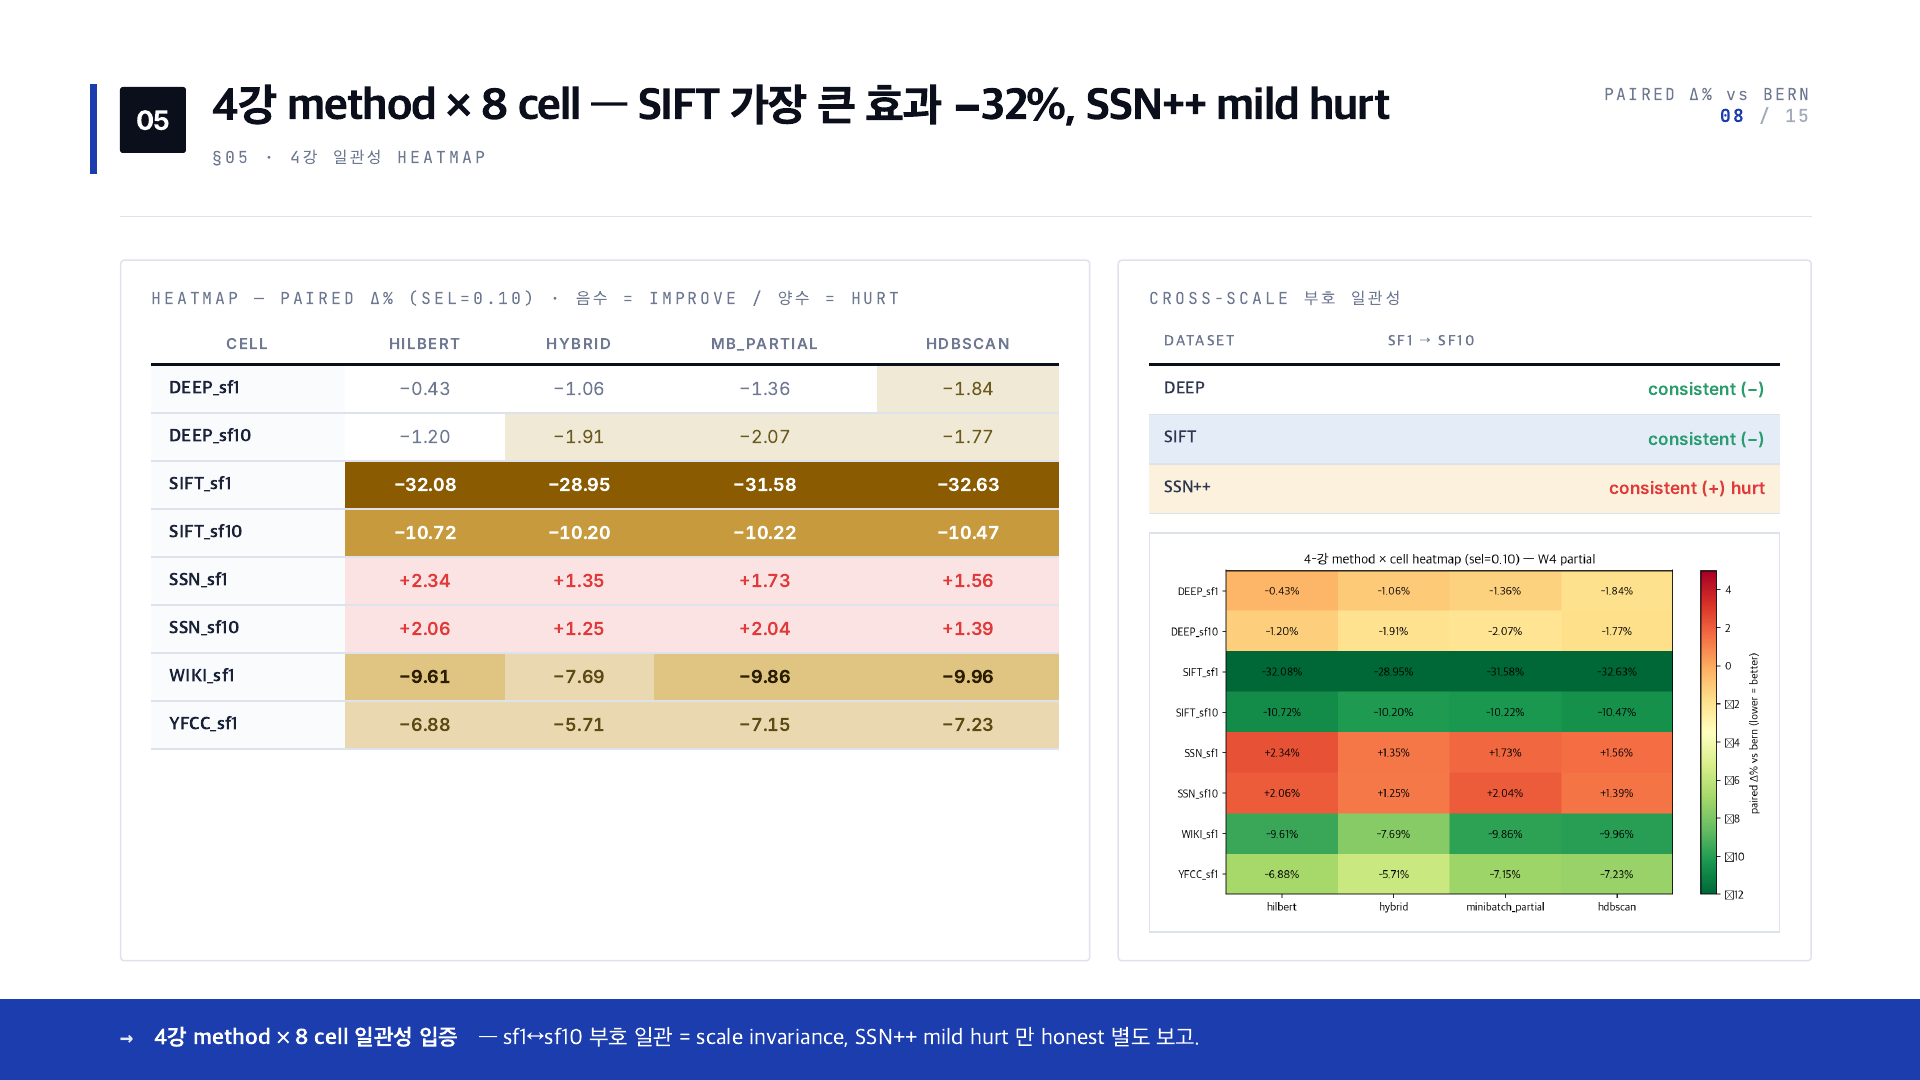 05
4강 method × 8 cell — SIFT 가장 큰 효과 −32%, SSN++ mild hurt
§05 · 4강 일관성 HEATMAP
PAIRED Δ% vs BERN
08 / 15
HEATMAP — PAIRED Δ% (SEL=0.10) · 음수 = IMPROVE / 양수 = HURT
CELL HILBERT HYBRID MB_PARTIAL HDBSCAN
DEEP_sf1 −0.43 −1.06 −1.36 −1.84
DEEP_sf10 −1.20 −1.91 −2.07 −1.77
SIFT_sf1 −32.08 −28.95 −31.58 −32.63
SIFT_sf10 −10.72 −10.20 −10.22 −10.47
SSN_sf1 +2.34 +1.35 +1.73 +1.56
SSN_sf10 +2.06 +1.25 +2.04 +1.39
WIKI_sf1 −9.61 −7.69 −9.86 −9.96
YFCC_sf1 −6.88 −5.71 −7.15 −7.23
CROSS-SCALE 부호 일관성
DATASET SF1 → SF10
DEEP consistent (−)
SIFT consistent (−)
SSN++ consistent (+) hurt
4-강 method × cell heatmap (sel=0.10) — W4 partial
DEEP_sf1 -0.43% -1.06% -1.36% -1.84%
DEEP_sf10 -1.20% -1.91% -2.07% -1.77%
SIFT_sf1 -32.08% -28.95% -31.58% -32.63%
SIFT_sf10 -10.72% -10.20% -10.22% -10.47%
SSN_sf1 +2.34% +1.35% +1.73% +1.56%
SSN_sf10 +2.06% +1.25% +2.04% +1.39%
WIKI_sf1 -9.61% -7.69% -9.86% -9.96%
YFCC_sf1 -6.88% -5.71% -7.15% -7.23%
hilbert hybrid minibatch_partial hdbscan
4
2
0
☒2
☒4
☒6
☒8
☒10
☒12
paired Δ% vs bern (lower = better)
→ 4강 method × 8 cell 일관성 입증 — sf1↔sf10 부호 일관 = scale invariance, SSN++ mild hurt 만 honest 별도 보고.